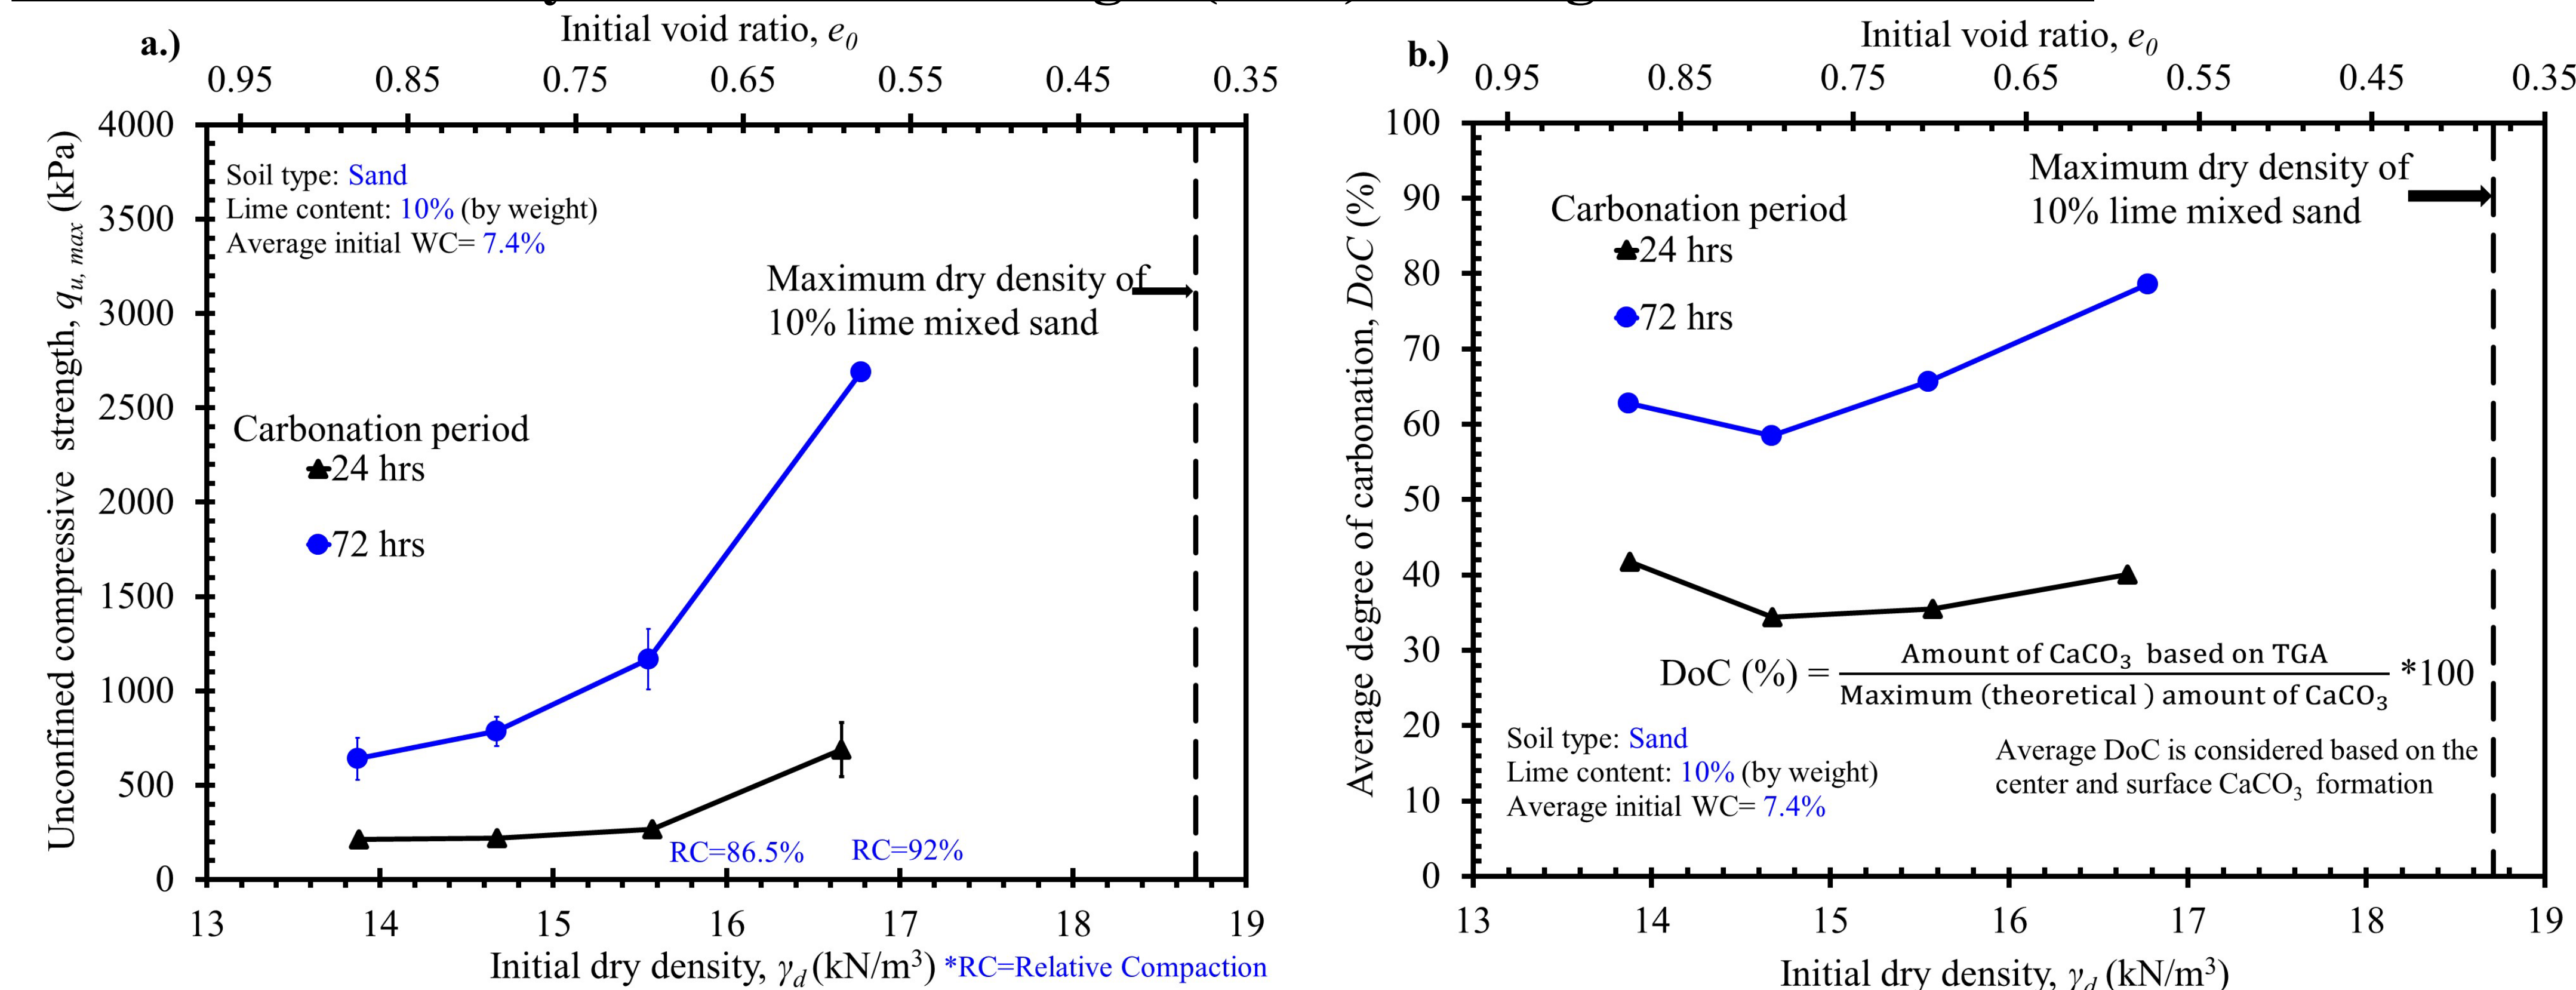 a.)
Initial void ratio, e0
0.95 0.85 0.75 0.65 0.55 0.45 0.35
Unconfined compressive strength, qu, max (kPa)
4000
3500
3000
2500
2000
1500
1000
500
0
Soil type: Sand
Lime content: 10% (by weight)
Average initial WC= 7.4%
Maximum dry density of
10% lime mixed sand
Carbonation period
24 hrs
72 hrs
RC=86.5% RC=92%
13 14 15 16 17 18 19
Initial dry density, γd (kN/m³) *RC=Relative Compaction
b.)
Initial void ratio, e0
0.95 0.85 0.75 0.65 0.55 0.45 0.35
Average degree of carbonation, DoC (%)
100
90
80
70
60
50
40
30
20
10
0
Maximum dry density of
10% lime mixed sand
Carbonation period
24 hrs
72 hrs
DoC (%) = Amount of CaCO₃ based on TGA / Maximum (theoretical ) amount of CaCO₃ *100
Soil type: Sand
Lime content: 10% (by weight)
Average initial WC= 7.4%
Average DoC is considered based on the
center and surface CaCO₃ formation
13 14 15 16 17 18 19
Initial dry density, γd (kN/m³)